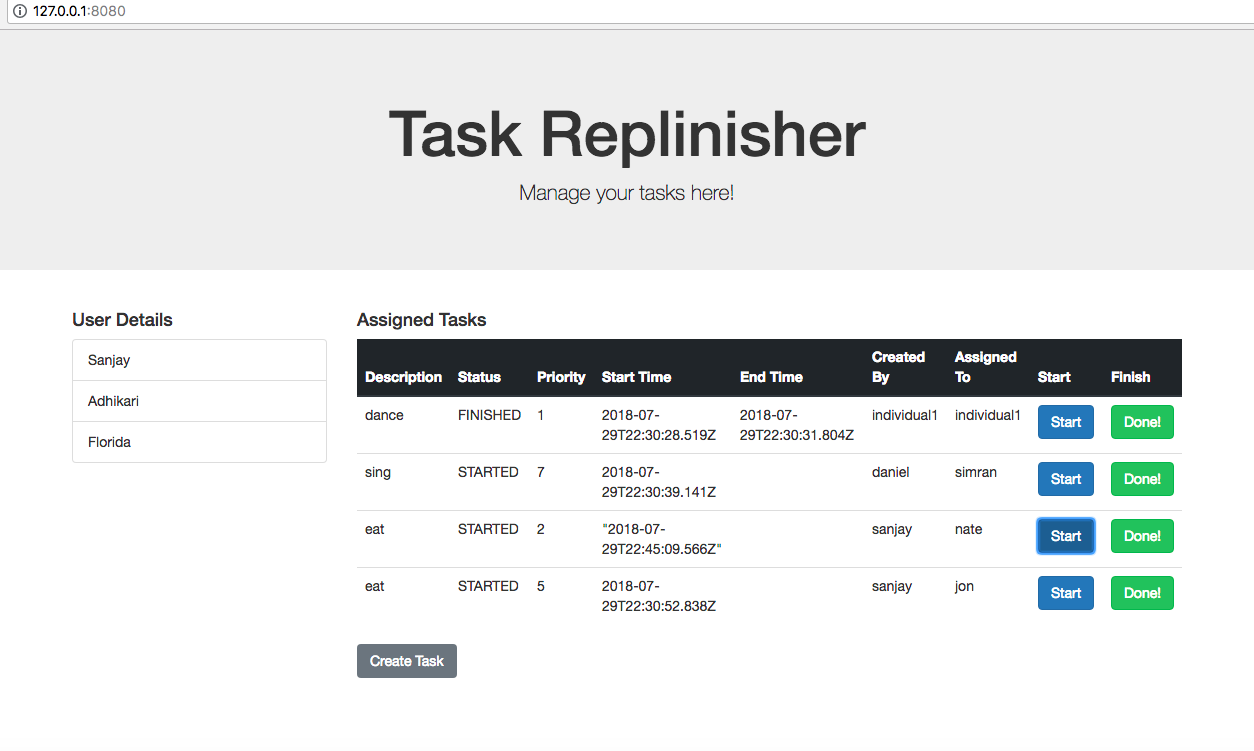 127.0.0.1:8080
Task Replinisher
Manage your tasks here!
User Details
Sanjay
Adhikari
Florida
Assigned Tasks
Description Status Priority Start Time End Time Created By Assigned To Start Finish
dance FINISHED 1 2018-07-29T22:30:28.519Z 2018-07-29T22:30:31.804Z individual1 individual1 Start Done!
sing STARTED 7 2018-07-29T22:30:39.141Z daniel simran Start Done!
eat STARTED 2 "2018-07-29T22:45:09.566Z" sanjay nate Start Done!
eat STARTED 5 2018-07-29T22:30:52.838Z sanjay jon Start Done!
Create Task